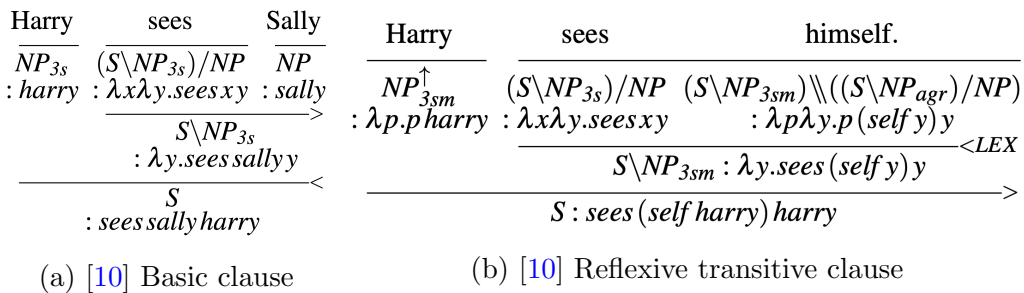 Harry sees Sally
NP3s (S\NP3s)/NP NP
: harry : λxλy.sees x y : sally
>
S\NP3s
: λy.sees sally y
<
S
: sees sally harry
(a) [10] Basic clause
Harry sees himself.
NP↑3sm (S\NP3s)/NP (S\NP3sm)\\((S\NPagr)/NP)
: λp.p harry : λxλy.sees x y : λpλy.p (self y) y
<LEX
S\NP3sm : λy.sees (self y) y
>
S : sees (self harry) harry
(b) [10] Reflexive transitive clause